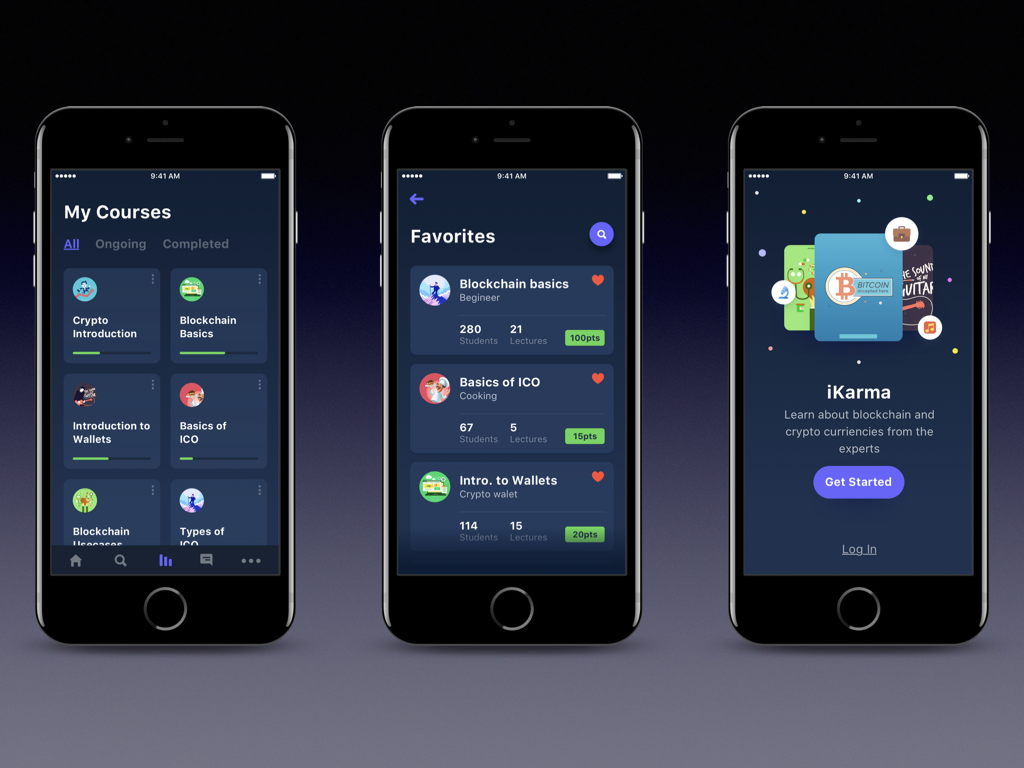 9:41 AM
My Courses
All Ongoing Completed
Crypto
Introduction
Blockchain
Basics
Introduction to
Wallets
Basics of
ICO
Blockchain
Usecases
Types of
ICO
9:41 AM
Favorites
Blockchain basics
Begineer
280 21
Students Lectures
100pts
Basics of ICO
Cooking
67 5
Students Lectures
15pts
Intro. to Wallets
Crypto walet
114 15
Students Lectures
20pts
9:41 AM
BITCOIN
accepted here
THE SOUND
GUITAR
iKarma
Learn about blockchain and
crypto curriencies from the
experts
Get Started
Log In